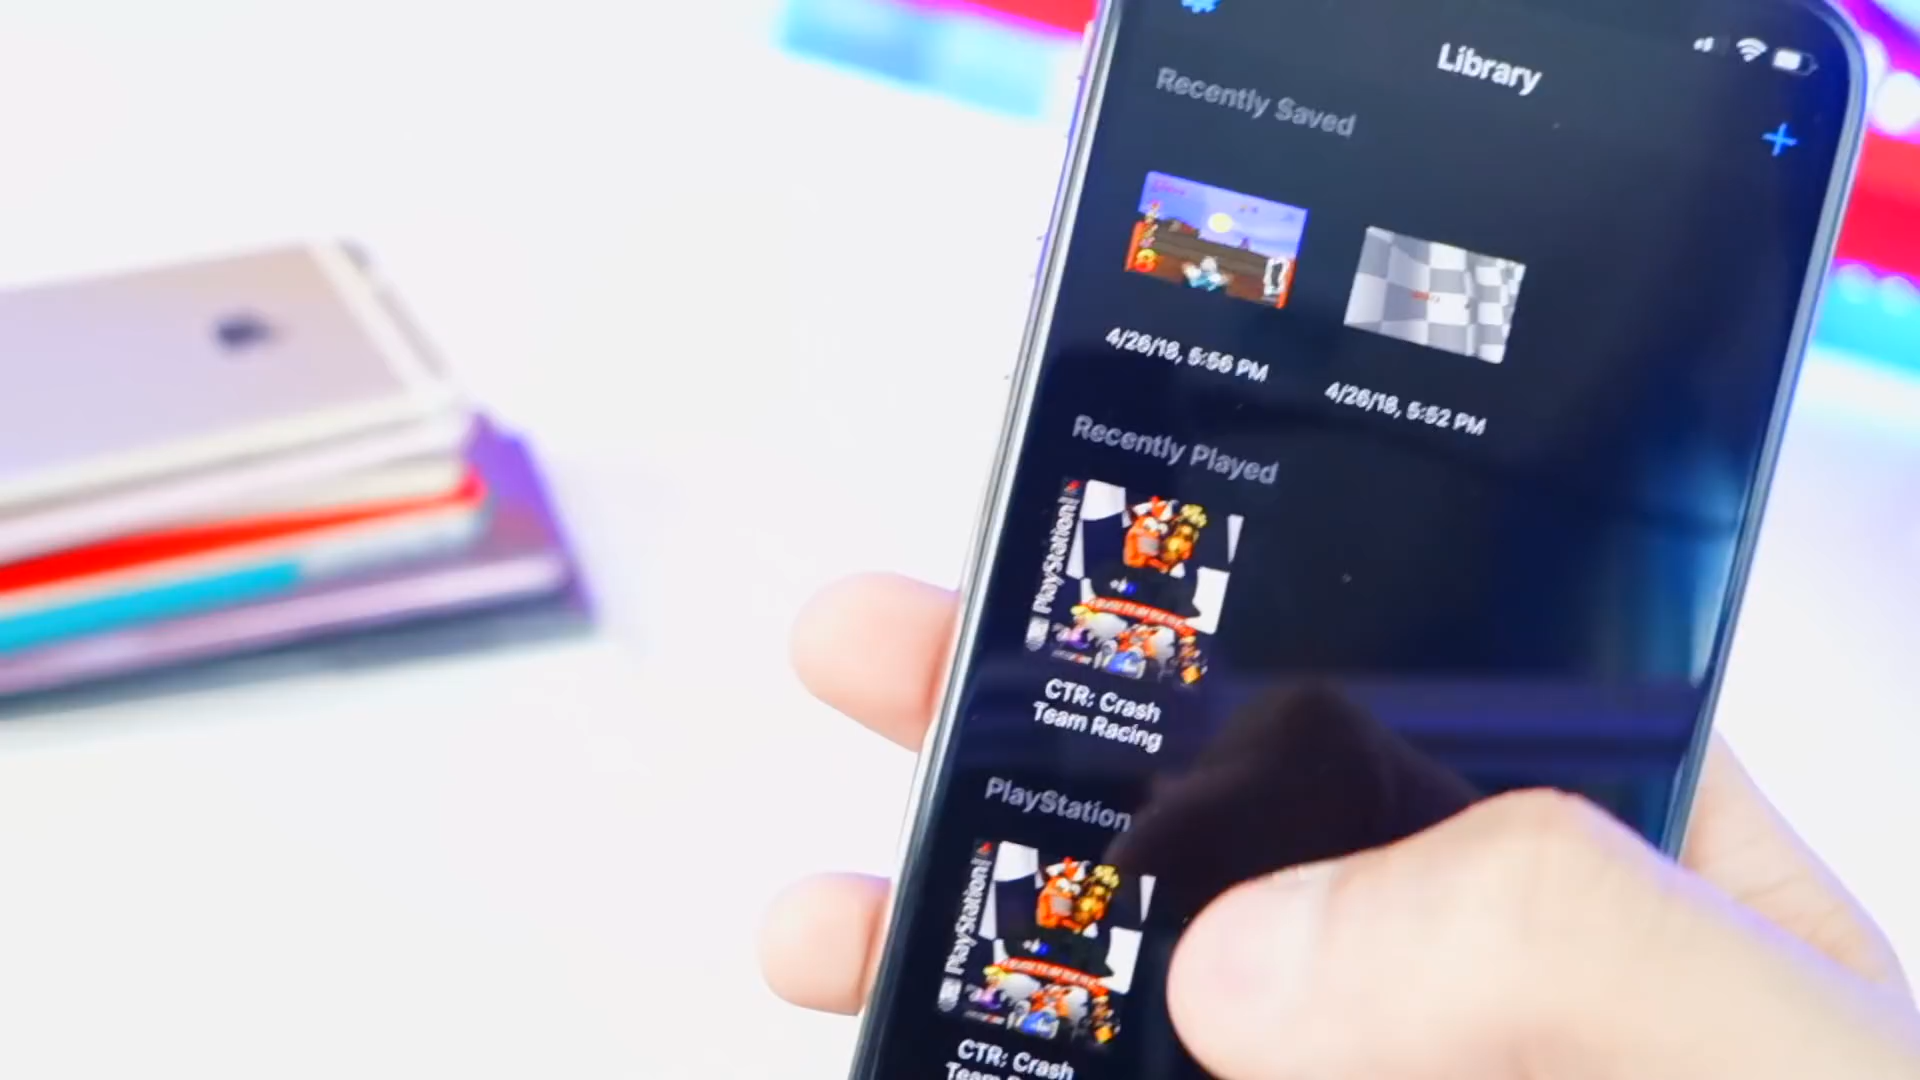 Library
Recently Saved
4/26/18, 5:56 PM
4/26/18, 5:52 PM
Recently Played
PlayStation
CTR: Crash
Team Racing
PlayStation
PlayStation
CTR: Crash
Team